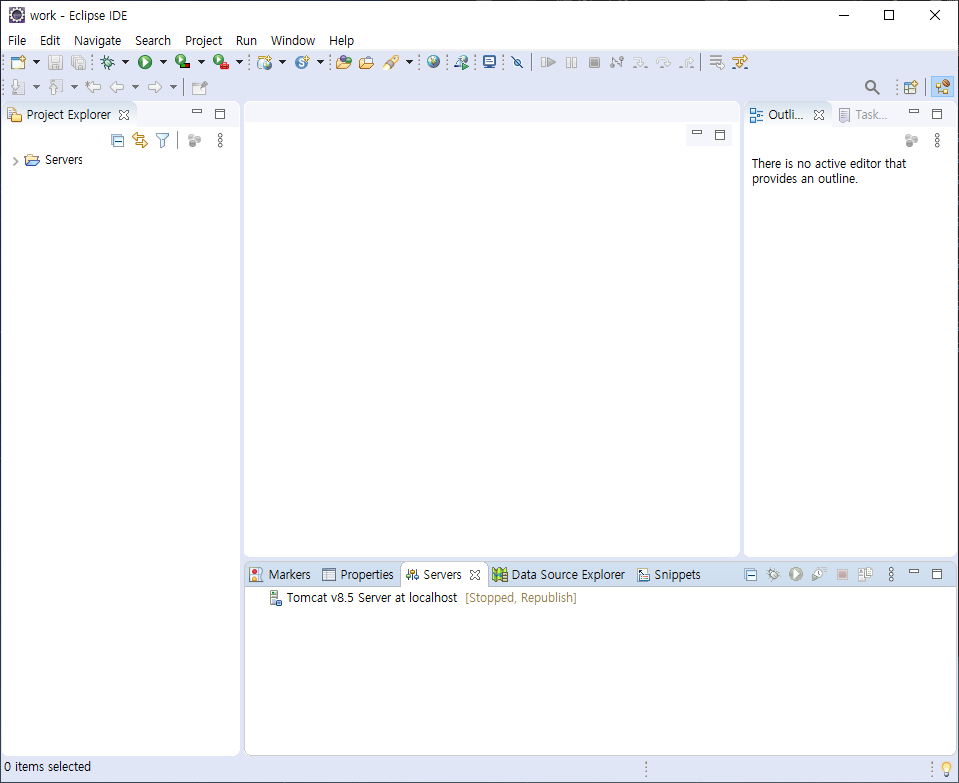 work - Eclipse IDE
File Edit Navigate Search Project Run Window Help
Project Explorer
Servers
Outli... Task...
There is no active editor that
provides an outline.
Markers Properties Servers Data Source Explorer Snippets
Tomcat v8.5 Server at localhost [Stopped, Republish]
0 items selected